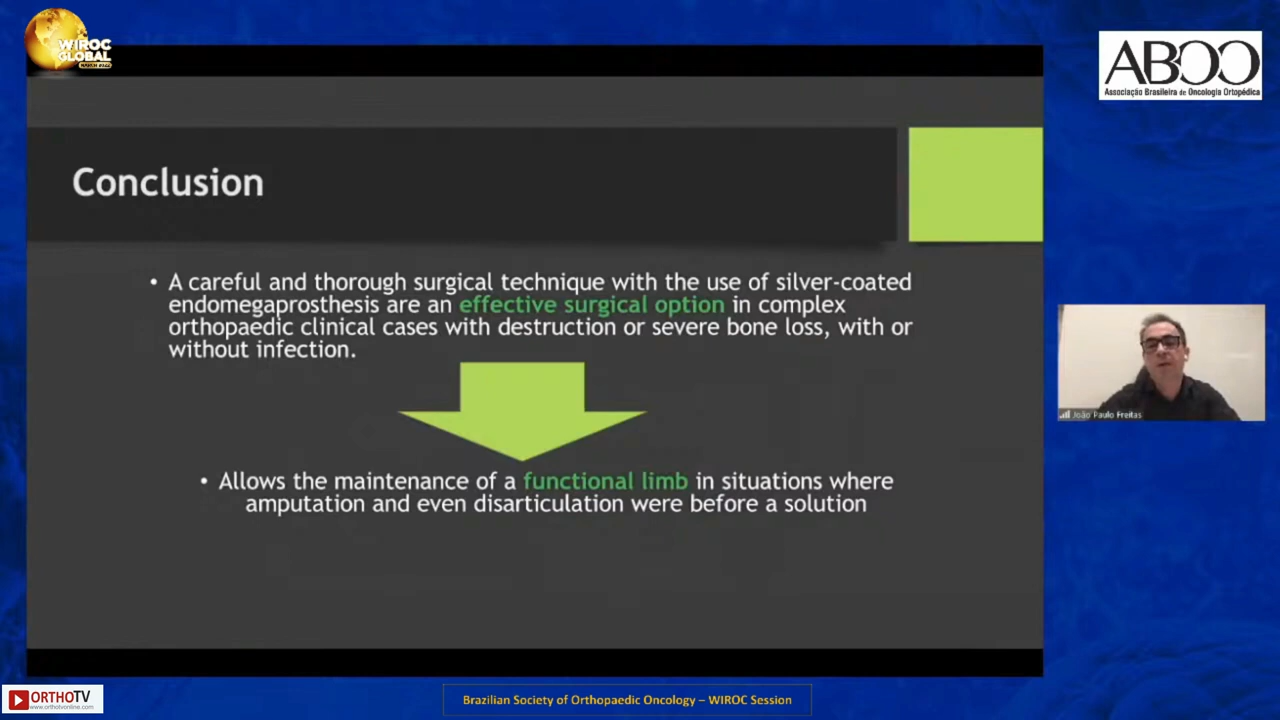 WIROC
GLOBAL
MARCH 2022
ABOO
Associação Brasileira de Oncologia Ortopédica
Conclusion
• A careful and thorough surgical technique with the use of silver-coated
endomegaprosthesis are an effective surgical option in complex
orthopaedic clinical cases with destruction or severe bone loss, with or
without infection.
• Allows the maintenance of a functional limb in situations where
amputation and even disarticulation were before a solution
João Paulo Freitas
ORTHOTV
www.orthotvonline.com
Brazilian Society of Orthopaedic Oncology – WIROC Session